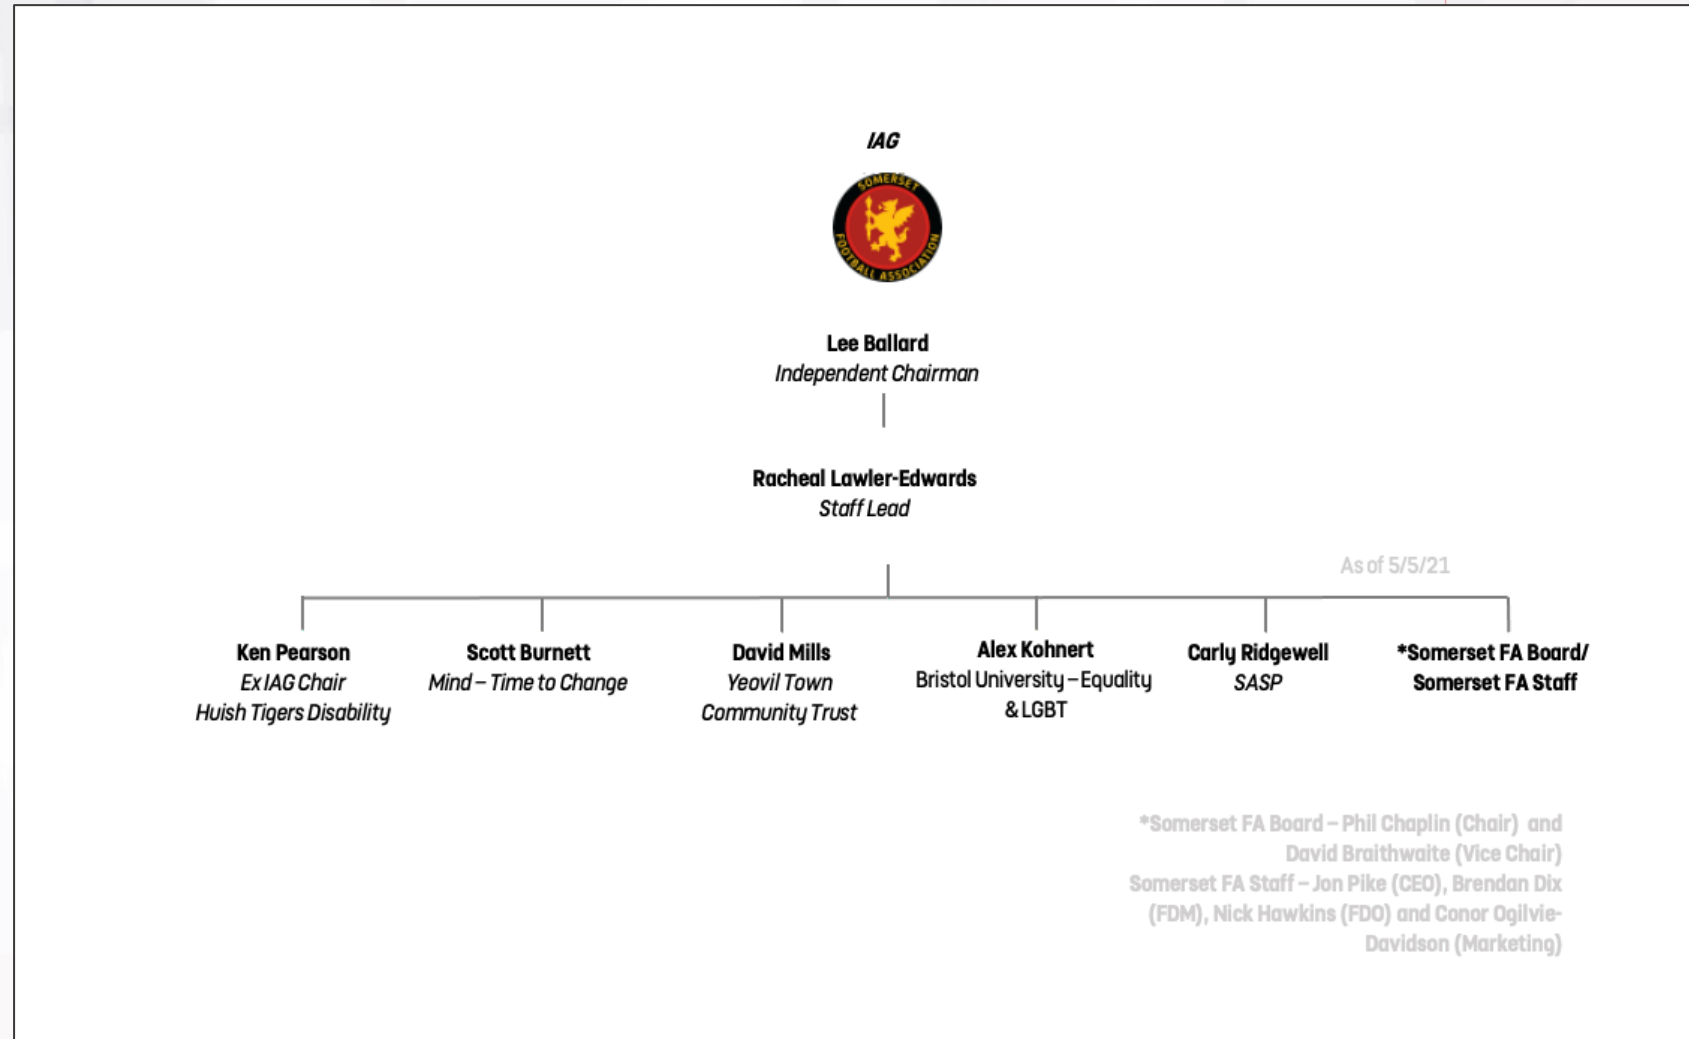 IAG
SOMERSET
FOOTBALL ASSOCIATION
Lee Ballard
Independent Chairman
Racheal Lawler-Edwards
Staff Lead
As of 5/5/21
Ken Pearson
Ex IAG Chair
Huish Tigers Disability
Scott Burnett
Mind – Time to Change
David Mills
Yeovil Town
Community Trust
Alex Kohnert
Bristol University – Equality
& LGBT
Carly Ridgewell
SASP
*Somerset FA Board/
Somerset FA Staff
*Somerset FA Board – Phil Chaplin (Chair) and
David Braithwaite (Vice Chair)
Somerset FA Staff – Jon Pike (CEO), Brendan Dix
(FDM), Nick Hawkins (FDO) and Conor Ogilvie-
Davidson (Marketing)